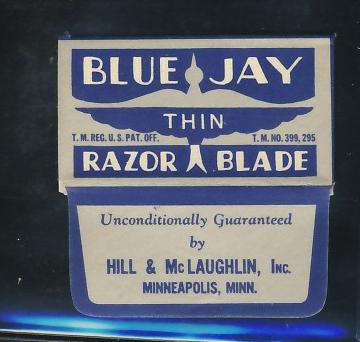 BLUE JAY
THIN
T.M. REG. U.S. PAT. OFF. T.M. NO. 399,295
RAZOR BLADE
Unconditionally Guaranteed
by
HILL & McLAUGHLIN, INC.
MINNEAPOLIS, MINN.